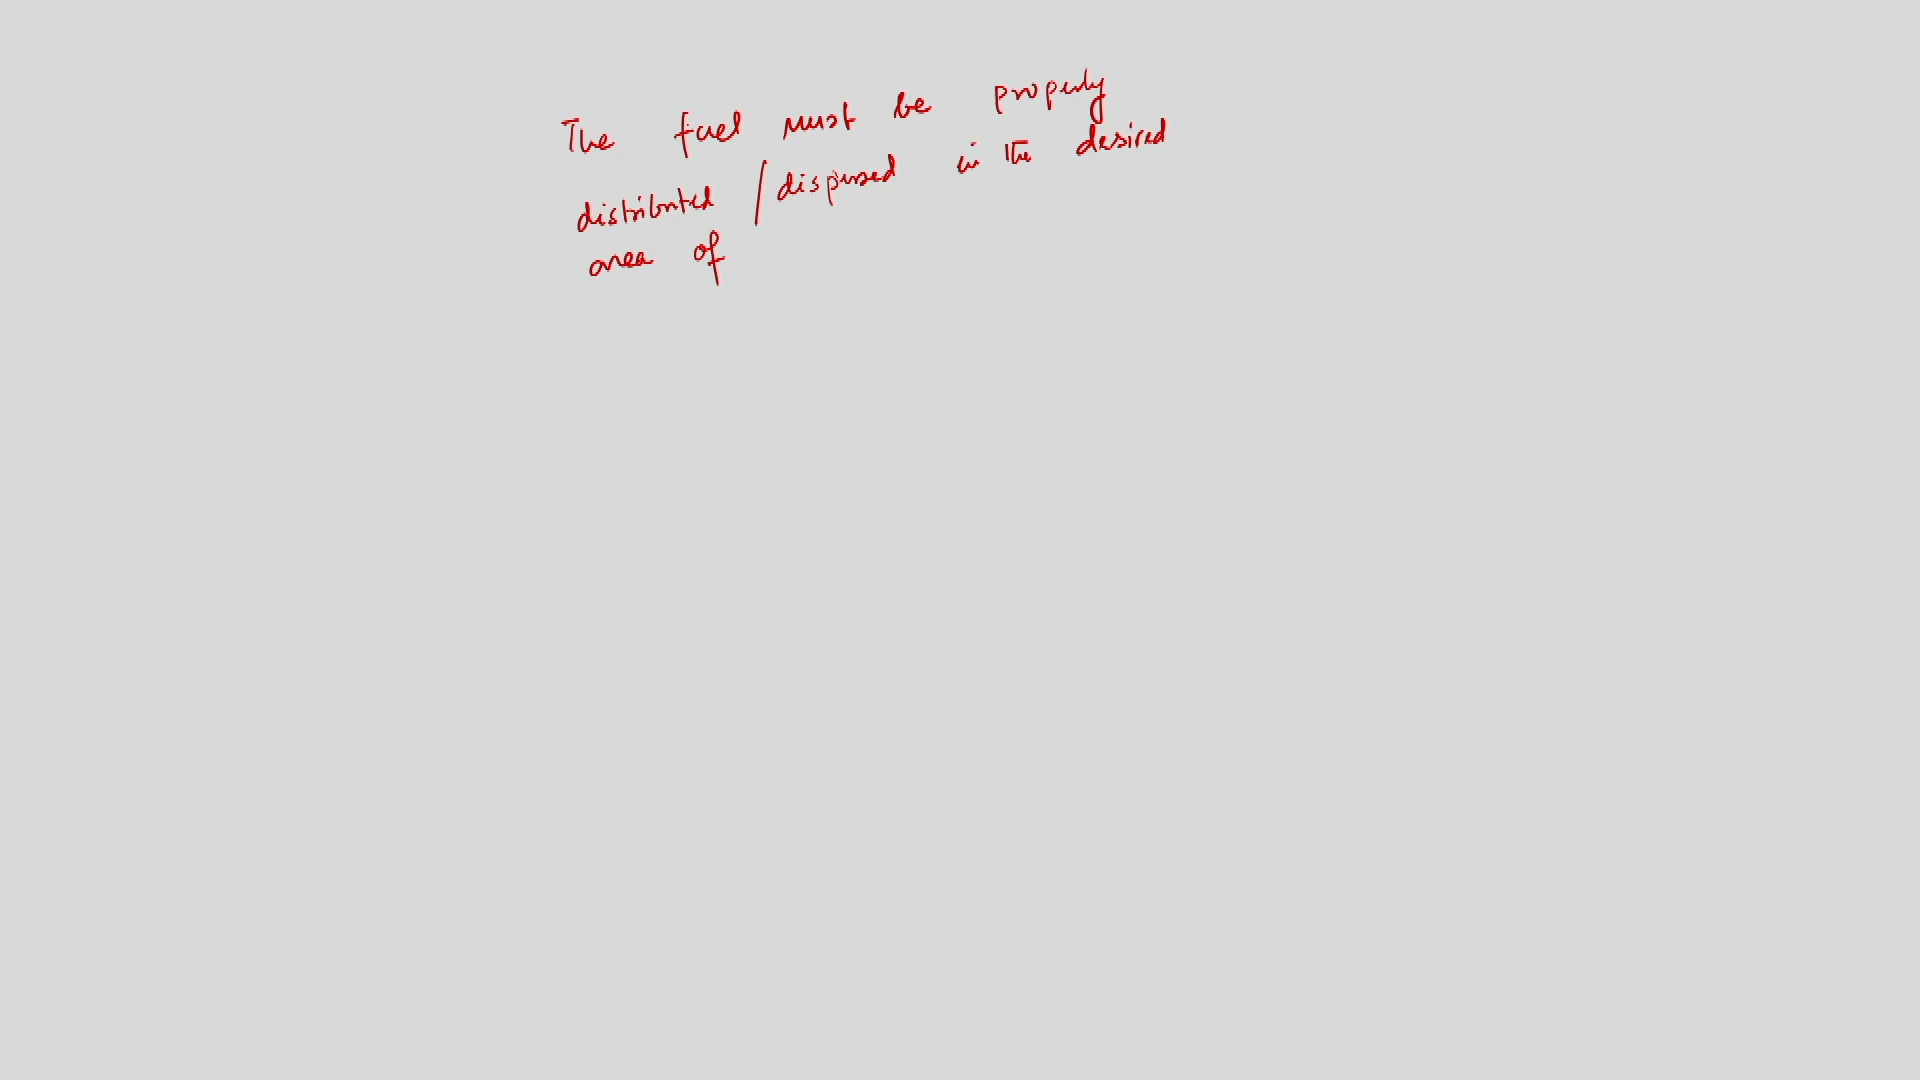 The fuel must be properly
distributed / dispersed in the desired
area of